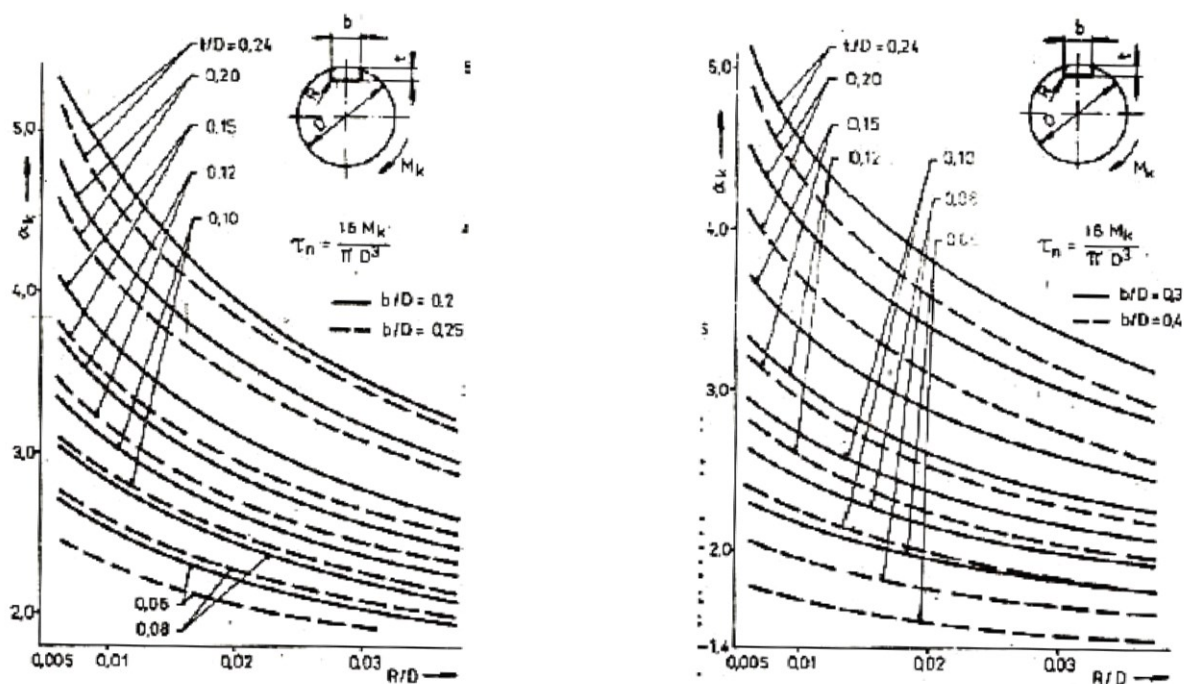 b
t/D=0,24
t
0,20
R
D
5,0
0,15
M_k
0,12
α_k
0,10
τ_n = 16 M_k / π D³
4,0
b/D = 0,2
b/D = 0,25
3,0
0,06
2,0
0,08
0,005 0,01 0,02 0,03
R/D
b
t/D=0,24
5,0
t
0,20
R
D
0,15
0,12
0,10
M_k
α_k
0,08
4,0
τ_n = 16 M_k / π D³
b/D=0,3
b/D=0,4
3,0
2,0
1,4
0,005 0,01 0,02 0,03
R/D